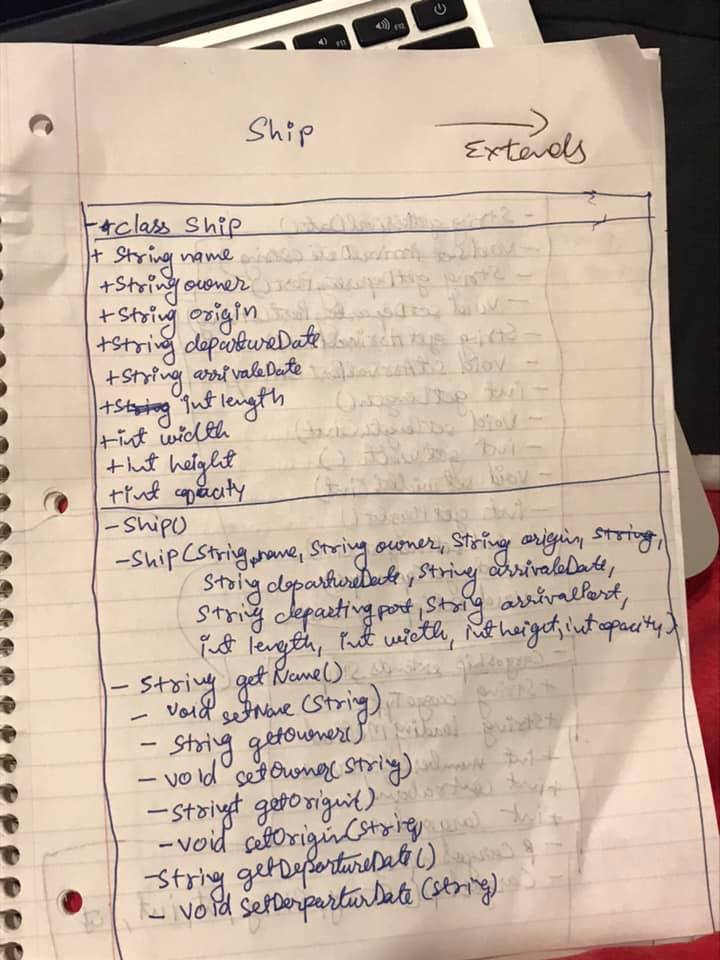 Ship
Extends
-+class Ship
+ String name
+String owner
+String origin
+String departureDate
+String arrivaleDate
+String int length
+int width
+int height
+int capacity
-Ship()
-Ship(String name, String owner, String origin, string,
String departureDate, String arrivaleDate,
String departingport, String arrivalPort,
int length, int width, int heigct, int capacity)
- String getName()
- void setName (String)
- String getowner()
- void setOwner(String)
- String getOrigin()
- void setOrigin(String
-String getDepartureDate()
- void setDerparturDate (String)